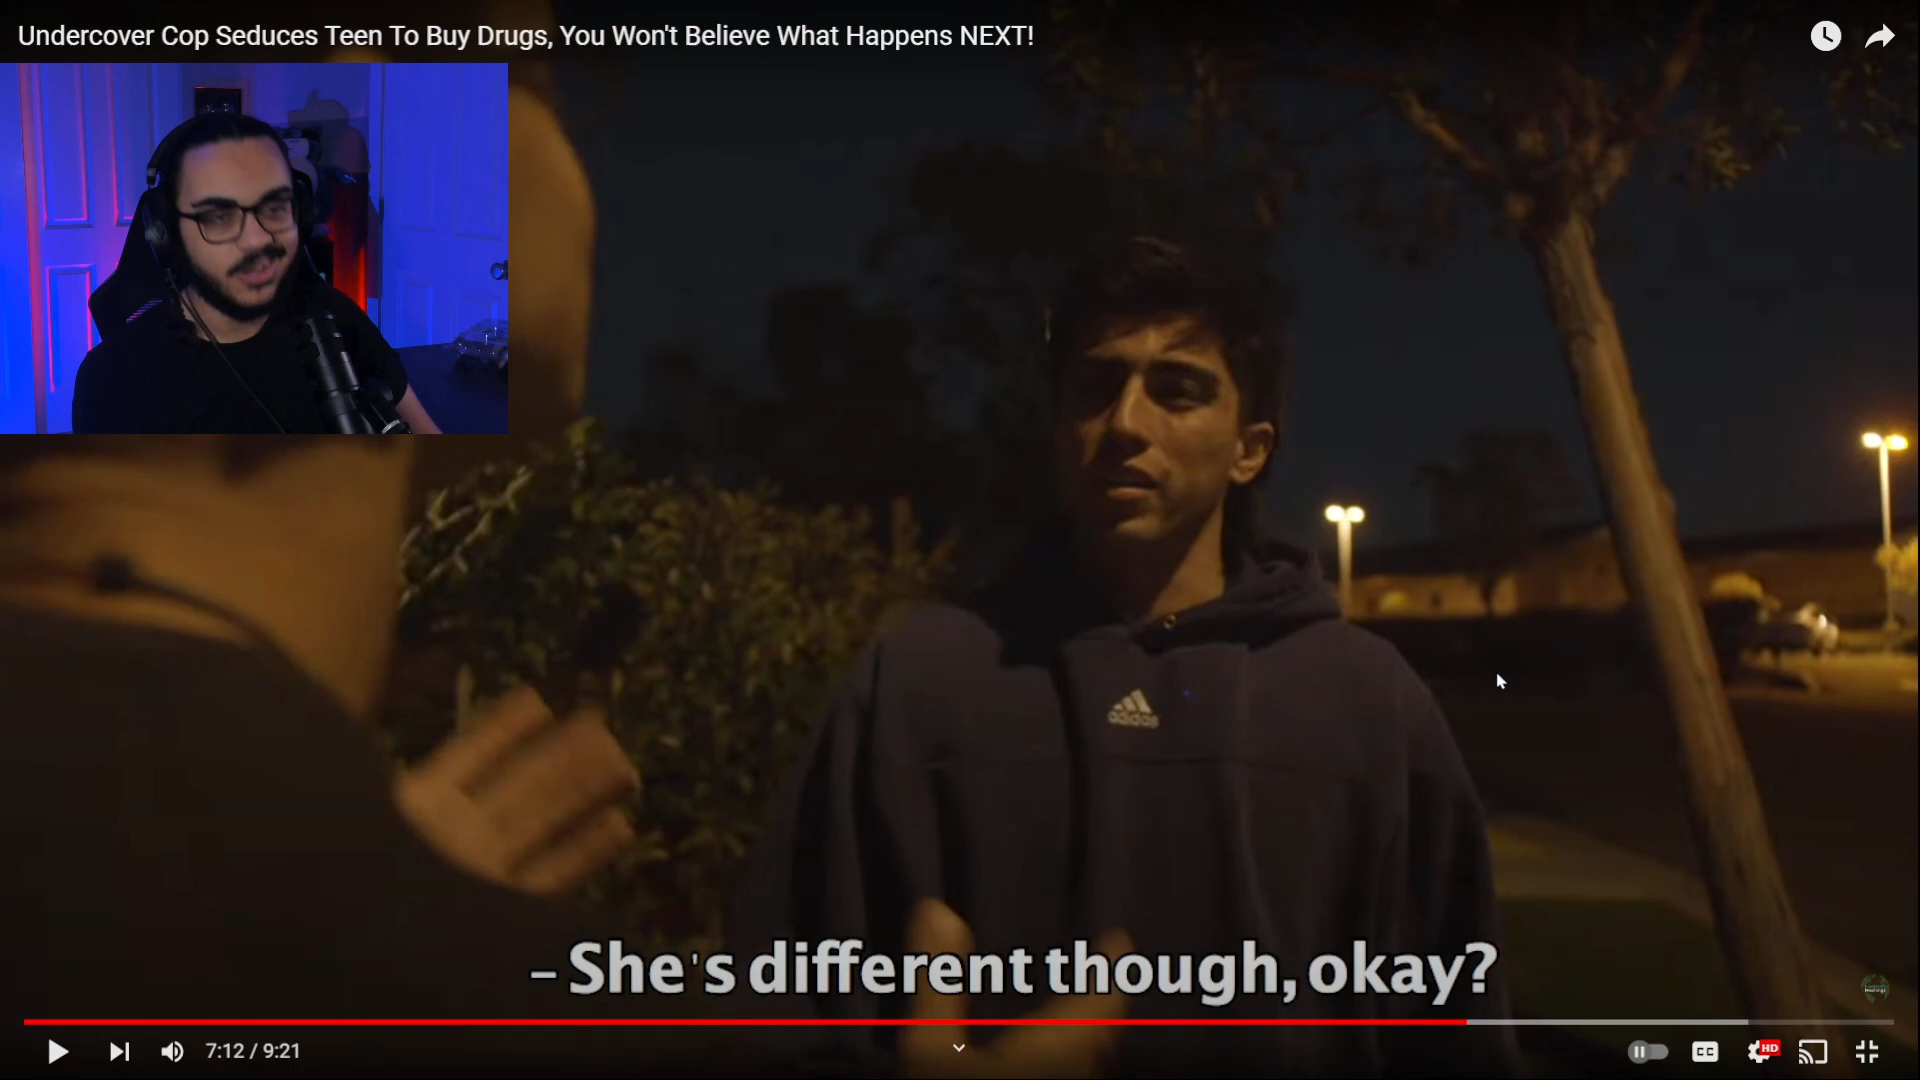 Undercover Cop Seduces Teen To Buy Drugs, You Won't Believe What Happens NEXT!
adidas
– She's different though, okay?
7:12 / 9:21
CC
HD